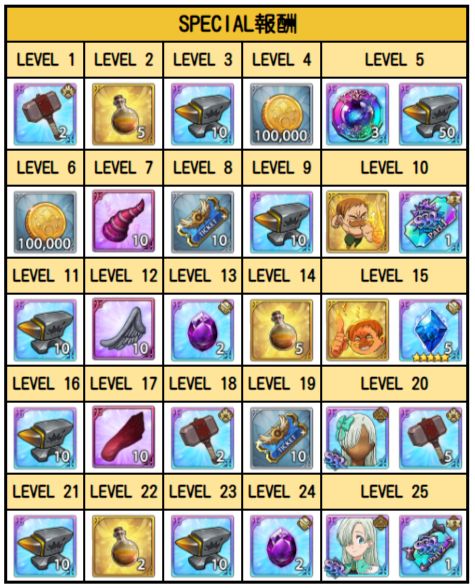 SPECIAL報酬
LEVEL 1 LEVEL 2 LEVEL 3 LEVEL 4 LEVEL 5
2 5 10 100,000 3 50
LEVEL 6 LEVEL 7 LEVEL 8 LEVEL 9 LEVEL 10
100,000 10 TICKET 10 10 PART 1
LEVEL 11 LEVEL 12 LEVEL 13 LEVEL 14 LEVEL 15
10 10 2 5 5
LEVEL 16 LEVEL 17 LEVEL 18 LEVEL 19 LEVEL 20
10 10 2 TICKET 10 5
LEVEL 21 LEVEL 22 LEVEL 23 LEVEL 24 LEVEL 25
10 2 10 2 1